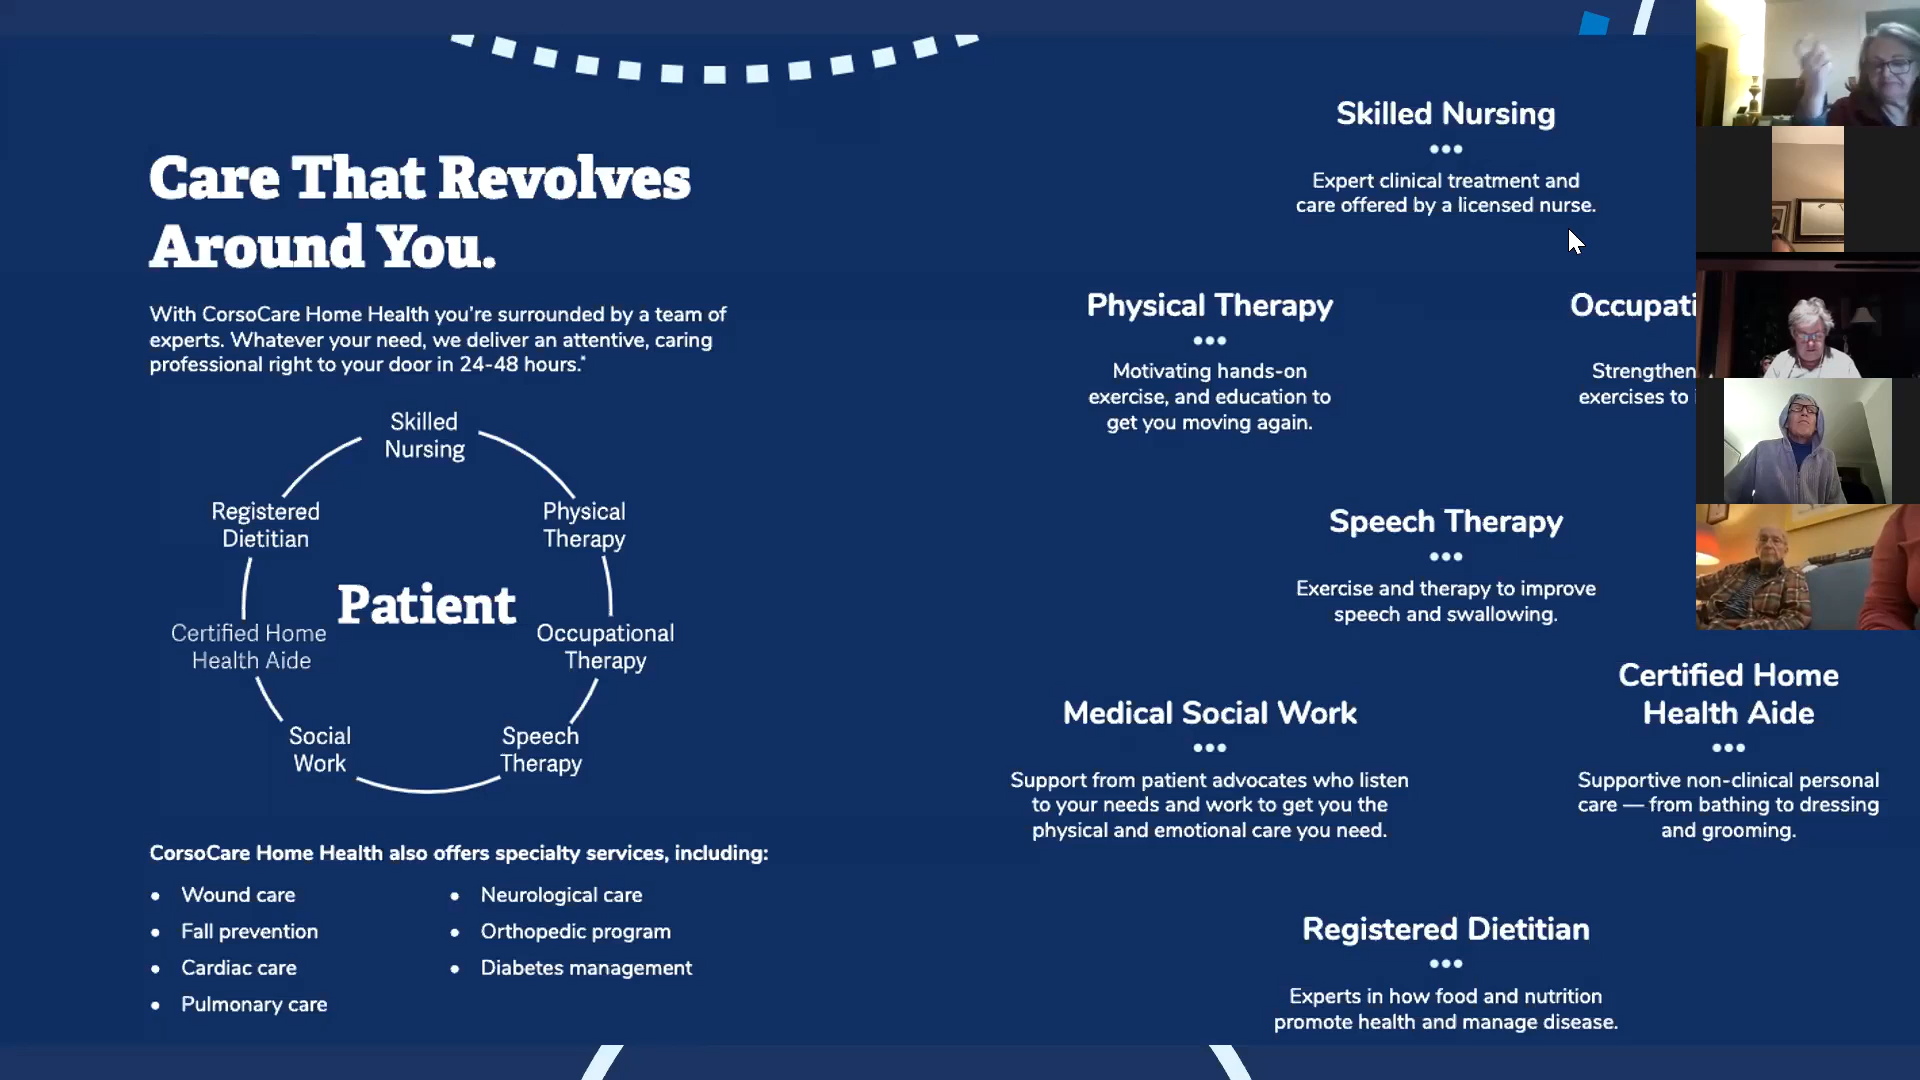 Care That Revolves
Around You.
With CorsoCare Home Health you're surrounded by a team of
experts. Whatever your need, we deliver an attentive, caring
professional right to your door in 24-48 hours.*
Skilled
Nursing
Physical
Therapy
Occupational
Therapy
Speech
Therapy
Social
Work
Certified Home
Health Aide
Registered
Dietitian
Patient
CorsoCare Home Health also offers specialty services, including:
• Wound care
• Fall prevention
• Cardiac care
• Pulmonary care
• Neurological care
• Orthopedic program
• Diabetes management
Skilled Nursing
Expert clinical treatment and
care offered by a licensed nurse.
Physical Therapy
Motivating hands-on
exercise, and education to
get you moving again.
Occupati
Strengthen
exercises to
Speech Therapy
Exercise and therapy to improve
speech and swallowing.
Medical Social Work
Support from patient advocates who listen
to your needs and work to get you the
physical and emotional care you need.
Certified Home
Health Aide
Supportive non-clinical personal
care — from bathing to dressing
and grooming.
Registered Dietitian
Experts in how food and nutrition
promote health and manage disease.